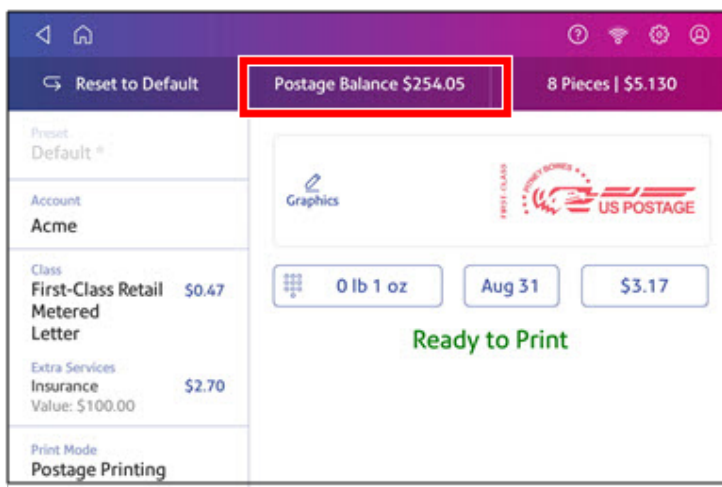 Reset to Default
Postage Balance $254.05
8 Pieces | $5.130
Preset
Default *
Account
Acme
Class
First-Class Retail $0.47
Metered
Letter
Extra Services
Insurance $2.70
Value: $100.00
Print Mode
Postage Printing
Graphics
FIRST-CLASS
PITNEY BOWES
US POSTAGE
0 lb 1 oz
Aug 31
$3.17
Ready to Print